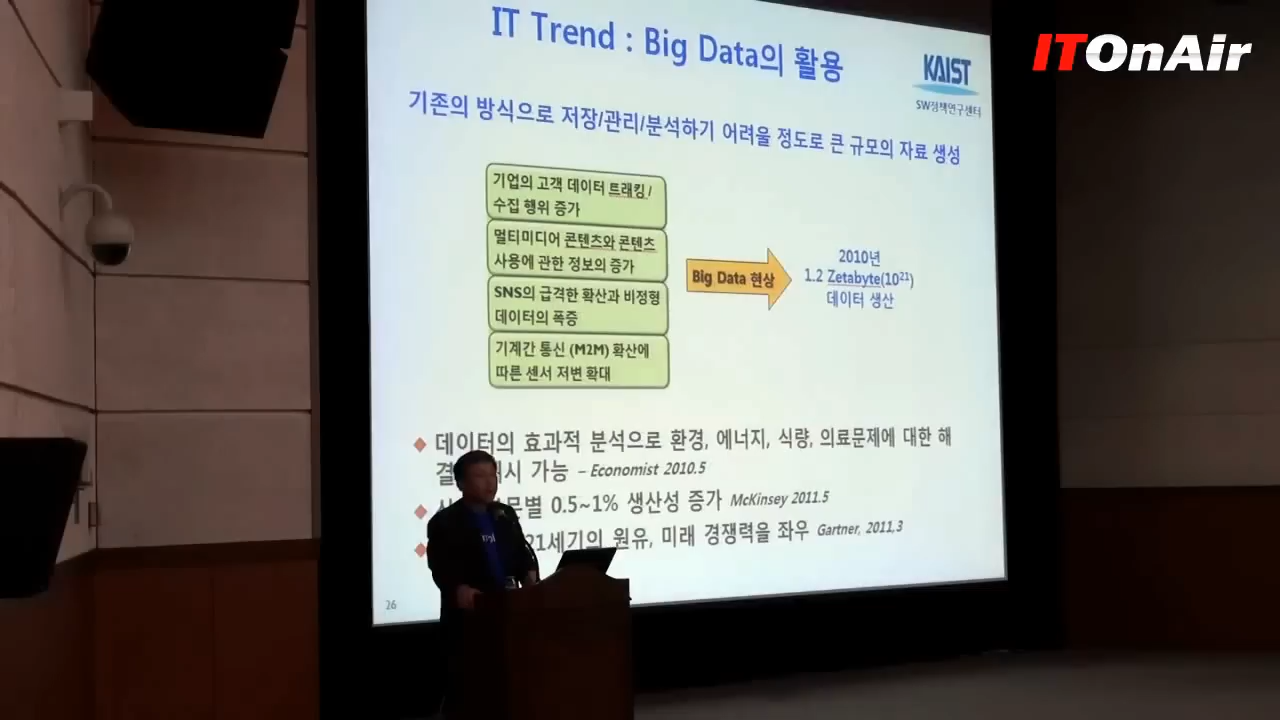 IT Trend : Big Data의 활용
ITOnAir
KAIST
SW정책연구센터
기존의 방식으로 저장/관리/분석하기 어려울 정도로 큰 규모의 자료 생성
기업의 고객 데이터 트래킹/
수집 행위 증가
멀티미디어 콘텐츠와 콘텐츠
사용에 관한 정보의 증가
SNS의 급격한 확산과 비정형
데이터의 폭증
기계간 통신 (M2M) 확산에
따른 센서 저변 확대
Big Data 현상
2010년
1.2 Zetabyte(10²¹)
데이터 생산
데이터의 효과적 분석으로 환경, 에너지, 식량, 의료문제에 대한 해
결 시 가능 – Economist 2010.5
0.5~1% 생산성 증가 McKinsey 2011.5
21세기의 원유, 미래 경쟁력을 좌우 Gartner, 2011,3
26